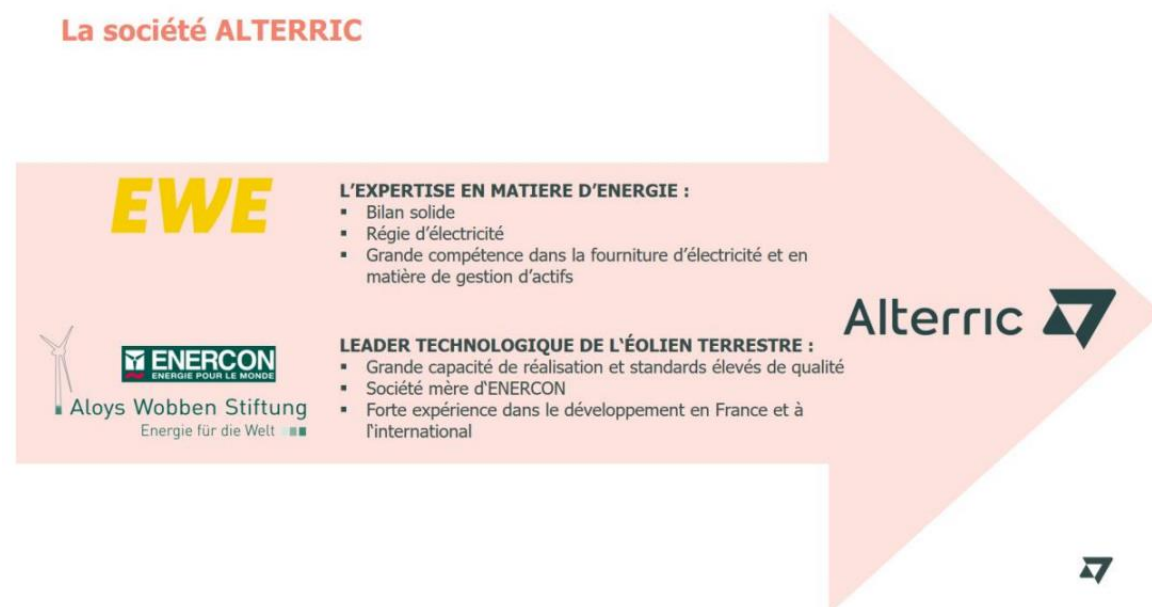 La société ALTERRIC
EWE
L'EXPERTISE EN MATIERE D'ENERGIE :
▪ Bilan solide
▪ Régie d'électricité
▪ Grande compétence dans la fourniture d'électricité et en
matière de gestion d'actifs
Alterric
ENERCON
ENERGIE POUR LE MONDE
Aloys Wobben Stiftung
Energie für die Welt
LEADER TECHNOLOGIQUE DE L‘ÉOLIEN TERRESTRE :
▪ Grande capacité de réalisation et standards élevés de qualité
▪ Société mère d‘ENERCON
▪ Forte expérience dans le développement en France et à
l‘international